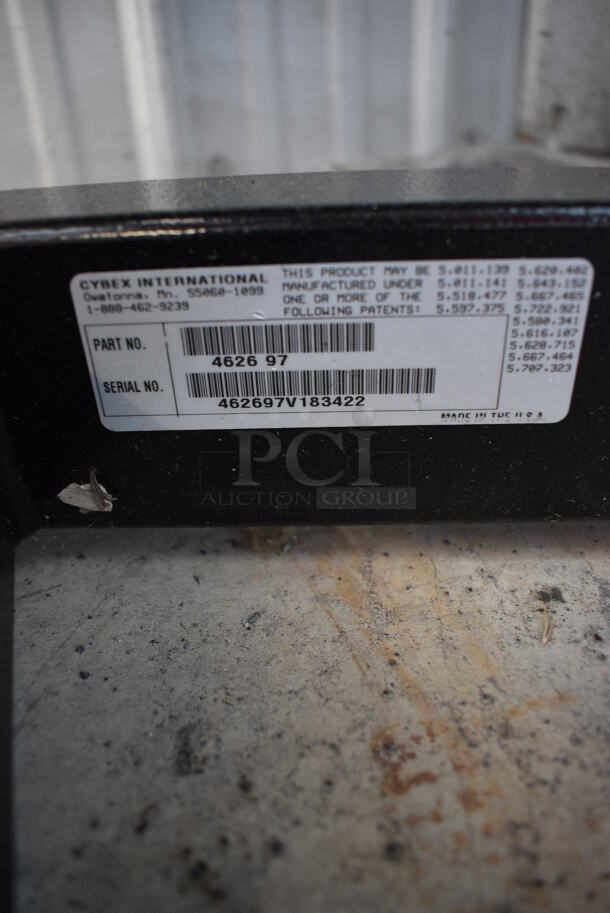 CYBEX INTERNATIONAL
Owatonna, Mn. 55060-1099
1-888-462-9239
THIS PRODUCT MAY BE
MANUFACTURED UNDER
ONE OR MORE OF THE
FOLLOWING PATENTS:
5.011.139
5.011.141
5.518.477
5.597.375
5.620.402
5.643.152
5.667.465
5.722.921
5.580.341
5.616.107
5.628.715
5.667.464
5.707.323
PART NO.
4626 97
SERIAL NO.
462697V183422
MADE IN THE U.S.A.
PCI
AUCTION GROUP